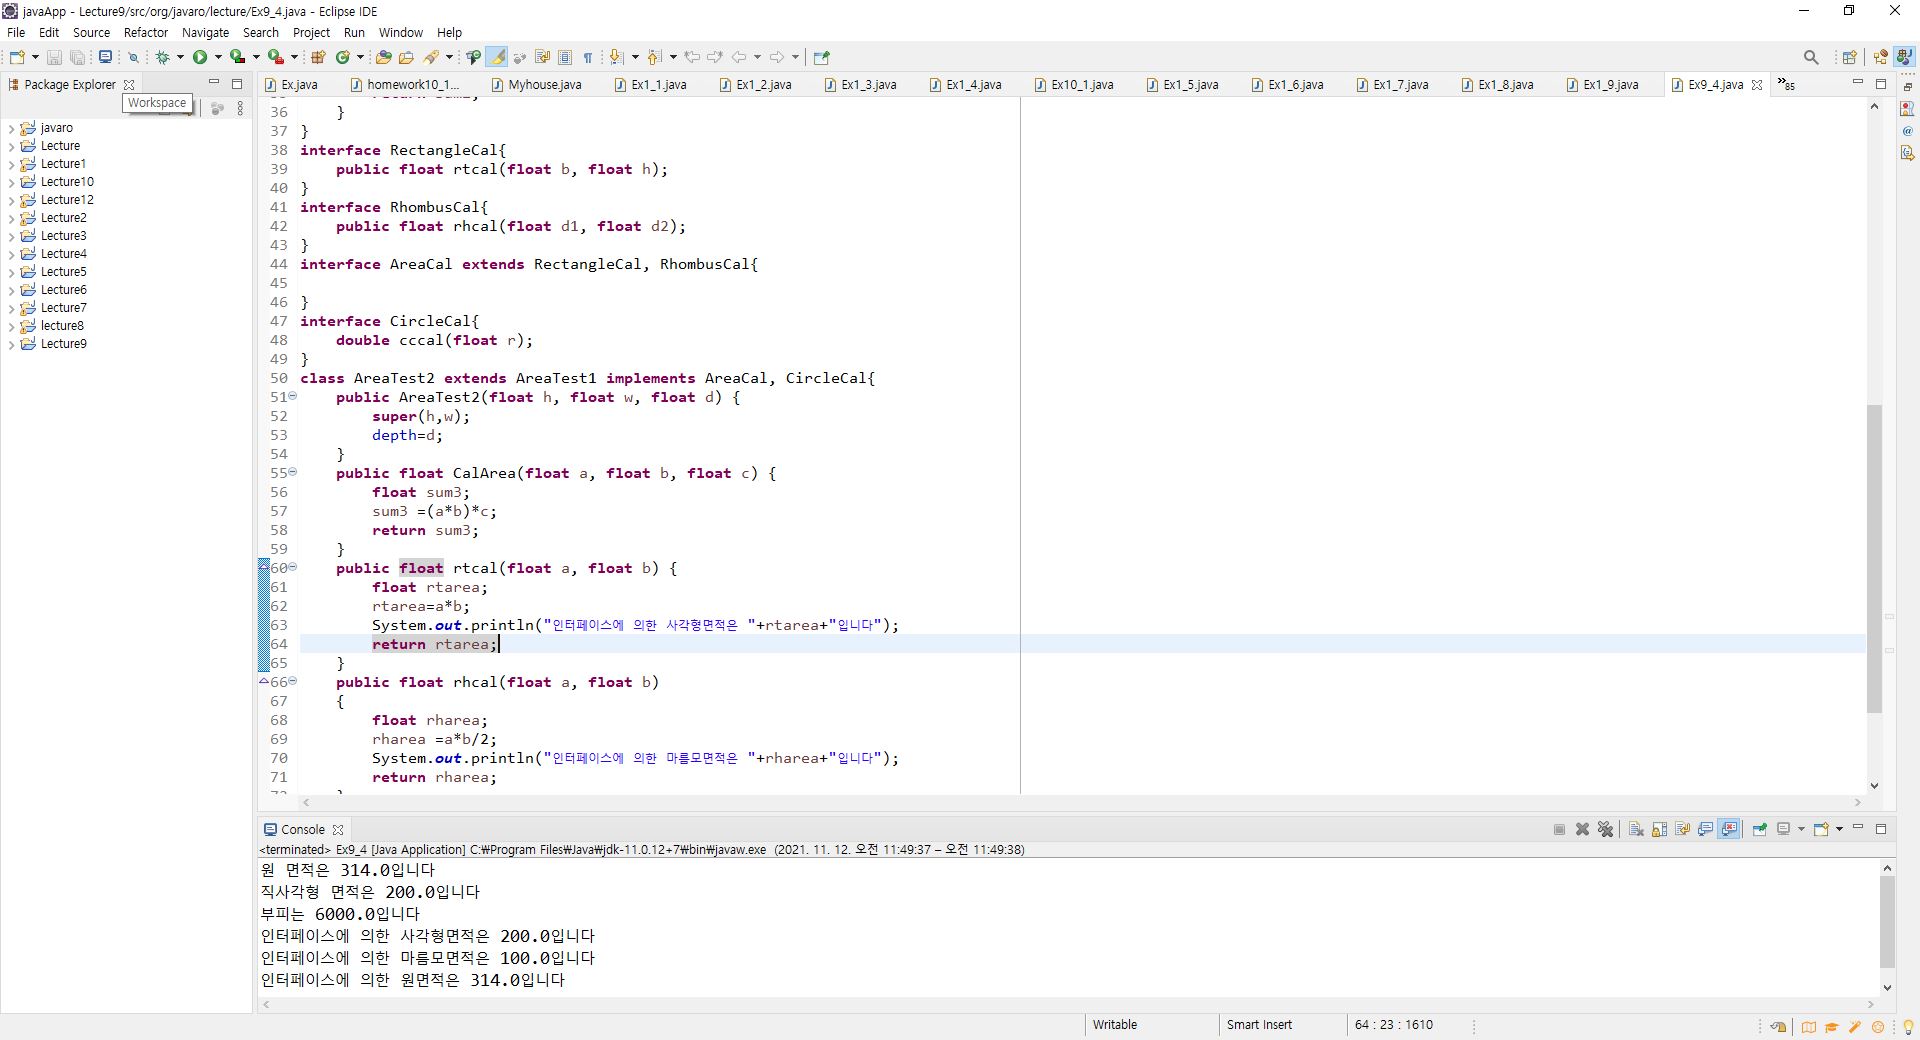 javaApp - Lecture9/src/org/javaro/lecture/Ex9_4.java - Eclipse IDE
File Edit Source Refactor Navigate Search Project Run Window Help
Package Explorer
Workspace
Ex.java homework10_1... Myhouse.java Ex1_1.java Ex1_2.java Ex1_3.java Ex1_4.java Ex10_1.java Ex1_5.java Ex1_6.java Ex1_7.java Ex1_8.java Ex1_9.java Ex9_4.java »85
javaro
Lecture
Lecture1
Lecture10
Lecture12
Lecture2
Lecture3
Lecture4
Lecture5
Lecture6
Lecture7
lecture8
Lecture9
36 }
37 }
38 interface RectangleCal{
39 public float rtcal(float b, float h);
40 }
41 interface RhombusCal{
42 public float rhcal(float d1, float d2);
43 }
44 interface AreaCal extends RectangleCal, RhombusCal{
45
46 }
47 interface CircleCal{
48 double cccal(float r);
49 }
50 class AreaTest2 extends AreaTest1 implements AreaCal, CircleCal{
51 public AreaTest2(float h, float w, float d) {
52 super(h,w);
53 depth=d;
54 }
55 public float CalArea(float a, float b, float c) {
56 float sum3;
57 sum3 =(a*b)*c;
58 return sum3;
59 }
60 public float rtcal(float a, float b) {
61 float rtarea;
62 rtarea=a*b;
63 System.out.println("인터페이스에 의한 사각형면적은 "+rtarea+"입니다");
64 return rtarea;
65 }
66 public float rhcal(float a, float b)
67 {
68 float rharea;
69 rharea =a*b/2;
70 System.out.println("인터페이스에 의한 마름모면적은 "+rharea+"입니다");
71 return rharea;
Console
<terminated> Ex9_4 [Java Application] C:₩Program Files₩Java₩jdk-11.0.12+7₩bin₩javaw.exe (2021. 11. 12. 오전 11:49:37 – 오전 11:49:38)
원 면적은 314.0입니다
직사각형 면적은 200.0입니다
부피는 6000.0입니다
인터페이스에 의한 사각형면적은 200.0입니다
인터페이스에 의한 마름모면적은 100.0입니다
인터페이스에 의한 원면적은 314.0입니다
Writable Smart Insert 64 : 23 : 1610